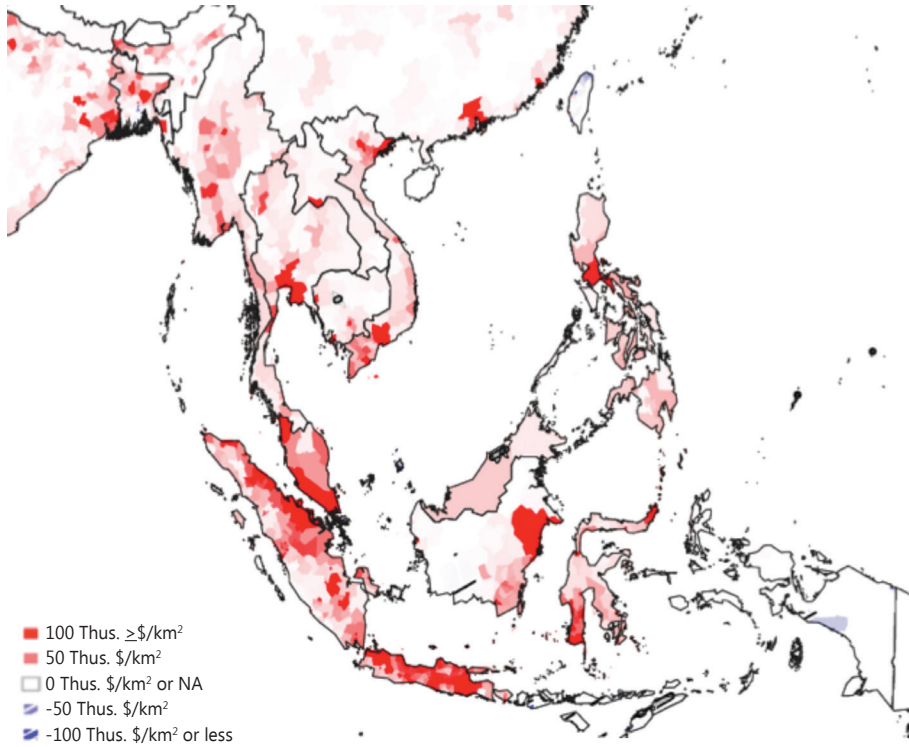 100 Thus. ≥$/km²
50 Thus. $/km²
0 Thus. $/km² or NA
-50 Thus. $/km²
-100 Thus. $/km² or less